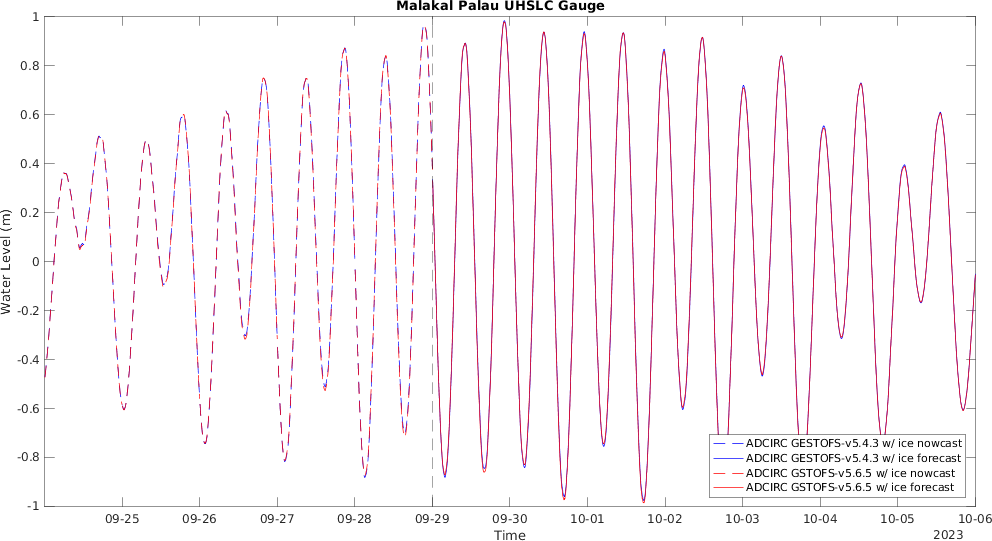 Malakal Palau UHSLC Gauge
Water Level (m)
1
0.8
0.6
0.4
0.2
0
-0.2
-0.4
-0.6
-0.8
-1
ADCIRC GESTOFS-v5.4.3 w/ ice nowcast
ADCIRC GESTOFS-v5.4.3 w/ ice forecast
ADCIRC GSTOFS-v5.6.5 w/ ice nowcast
ADCIRC GSTOFS-v5.6.5 w/ ice forecast
09-25 09-26 09-27 09-28 09-29 09-30 10-01 10-02 10-03 10-04 10-05 10-06
Time
2023